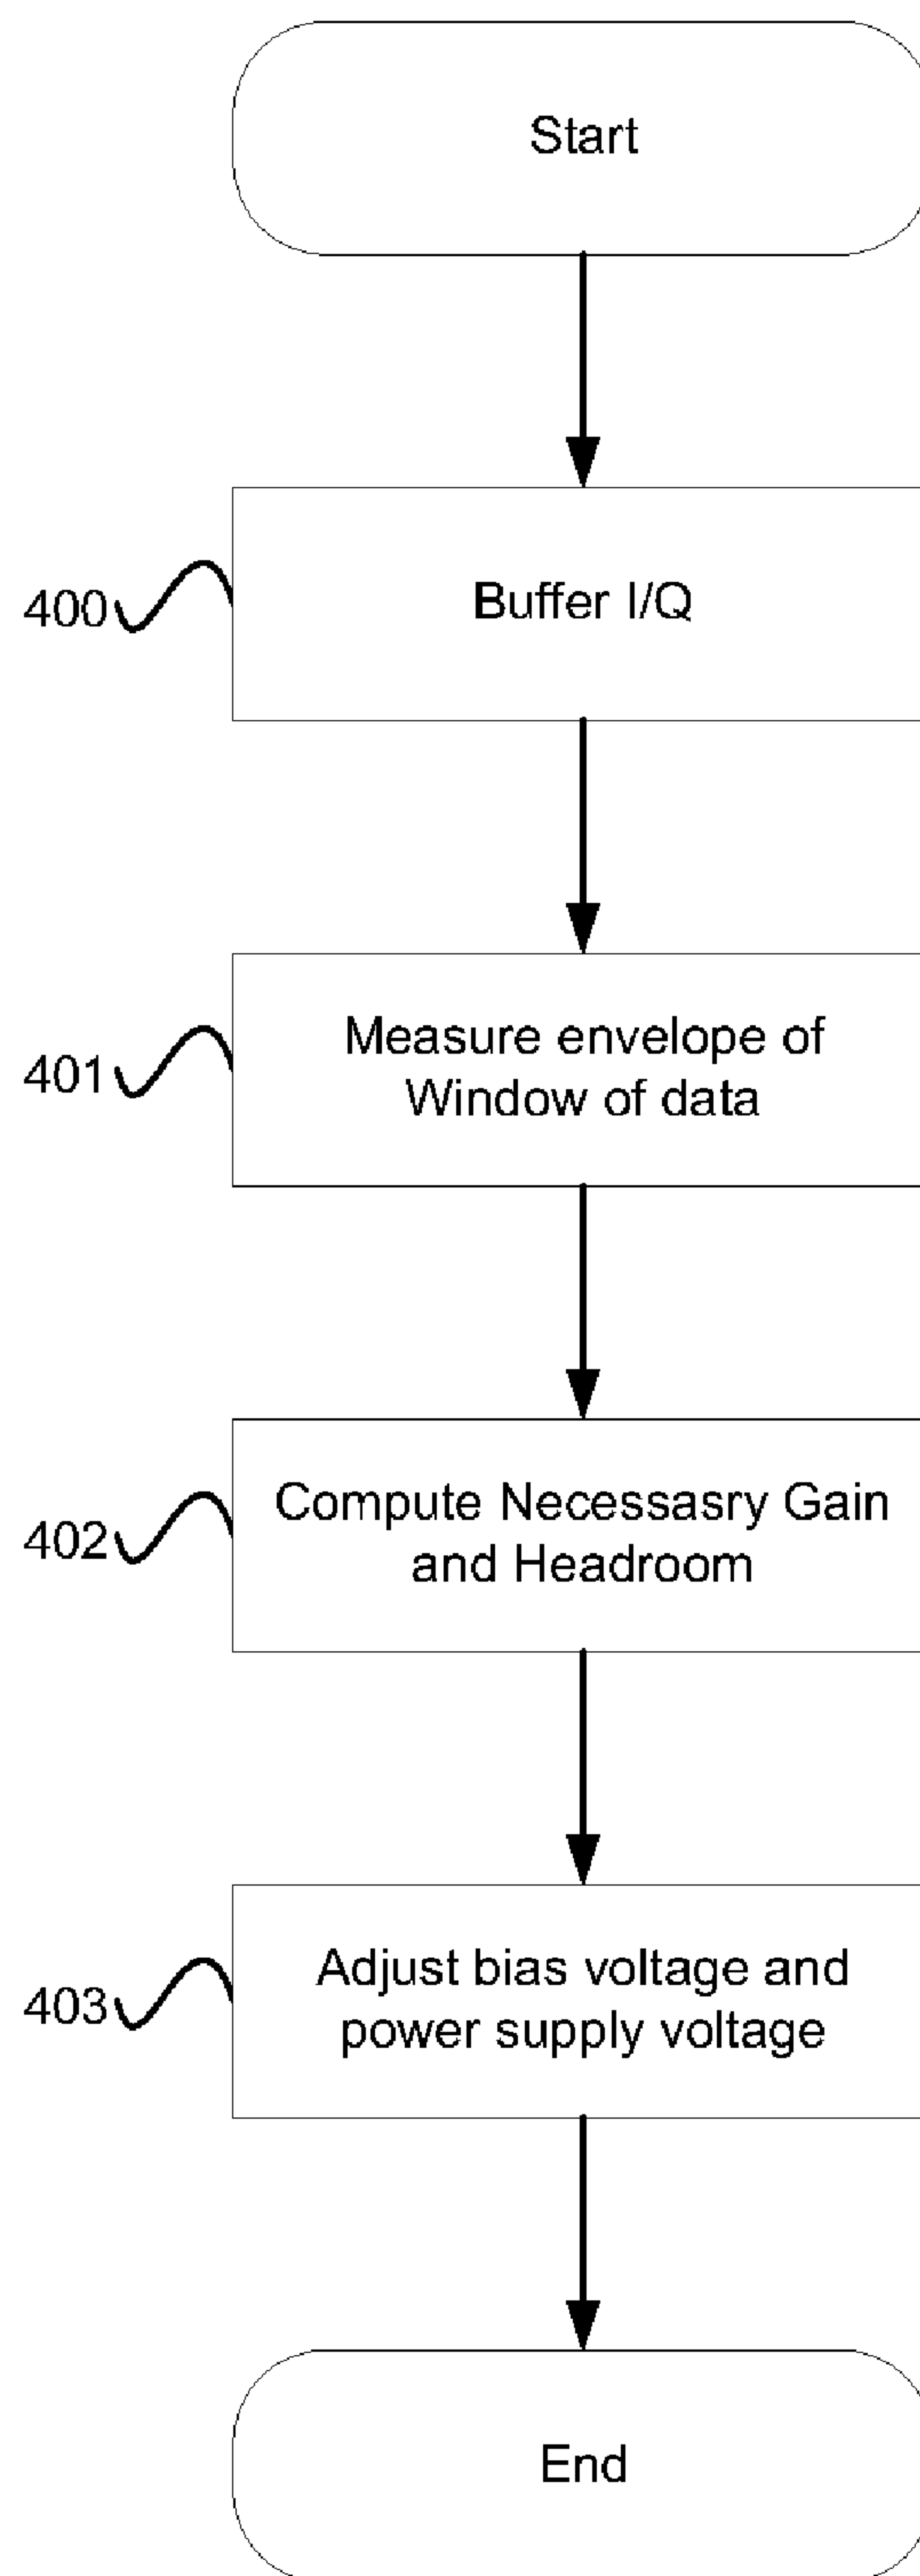 Start
400
Buffer I/Q
401
Measure envelope of
Window of data
402
Compute Necessasry Gain
and Headroom
403
Adjust bias voltage and
power supply voltage
End